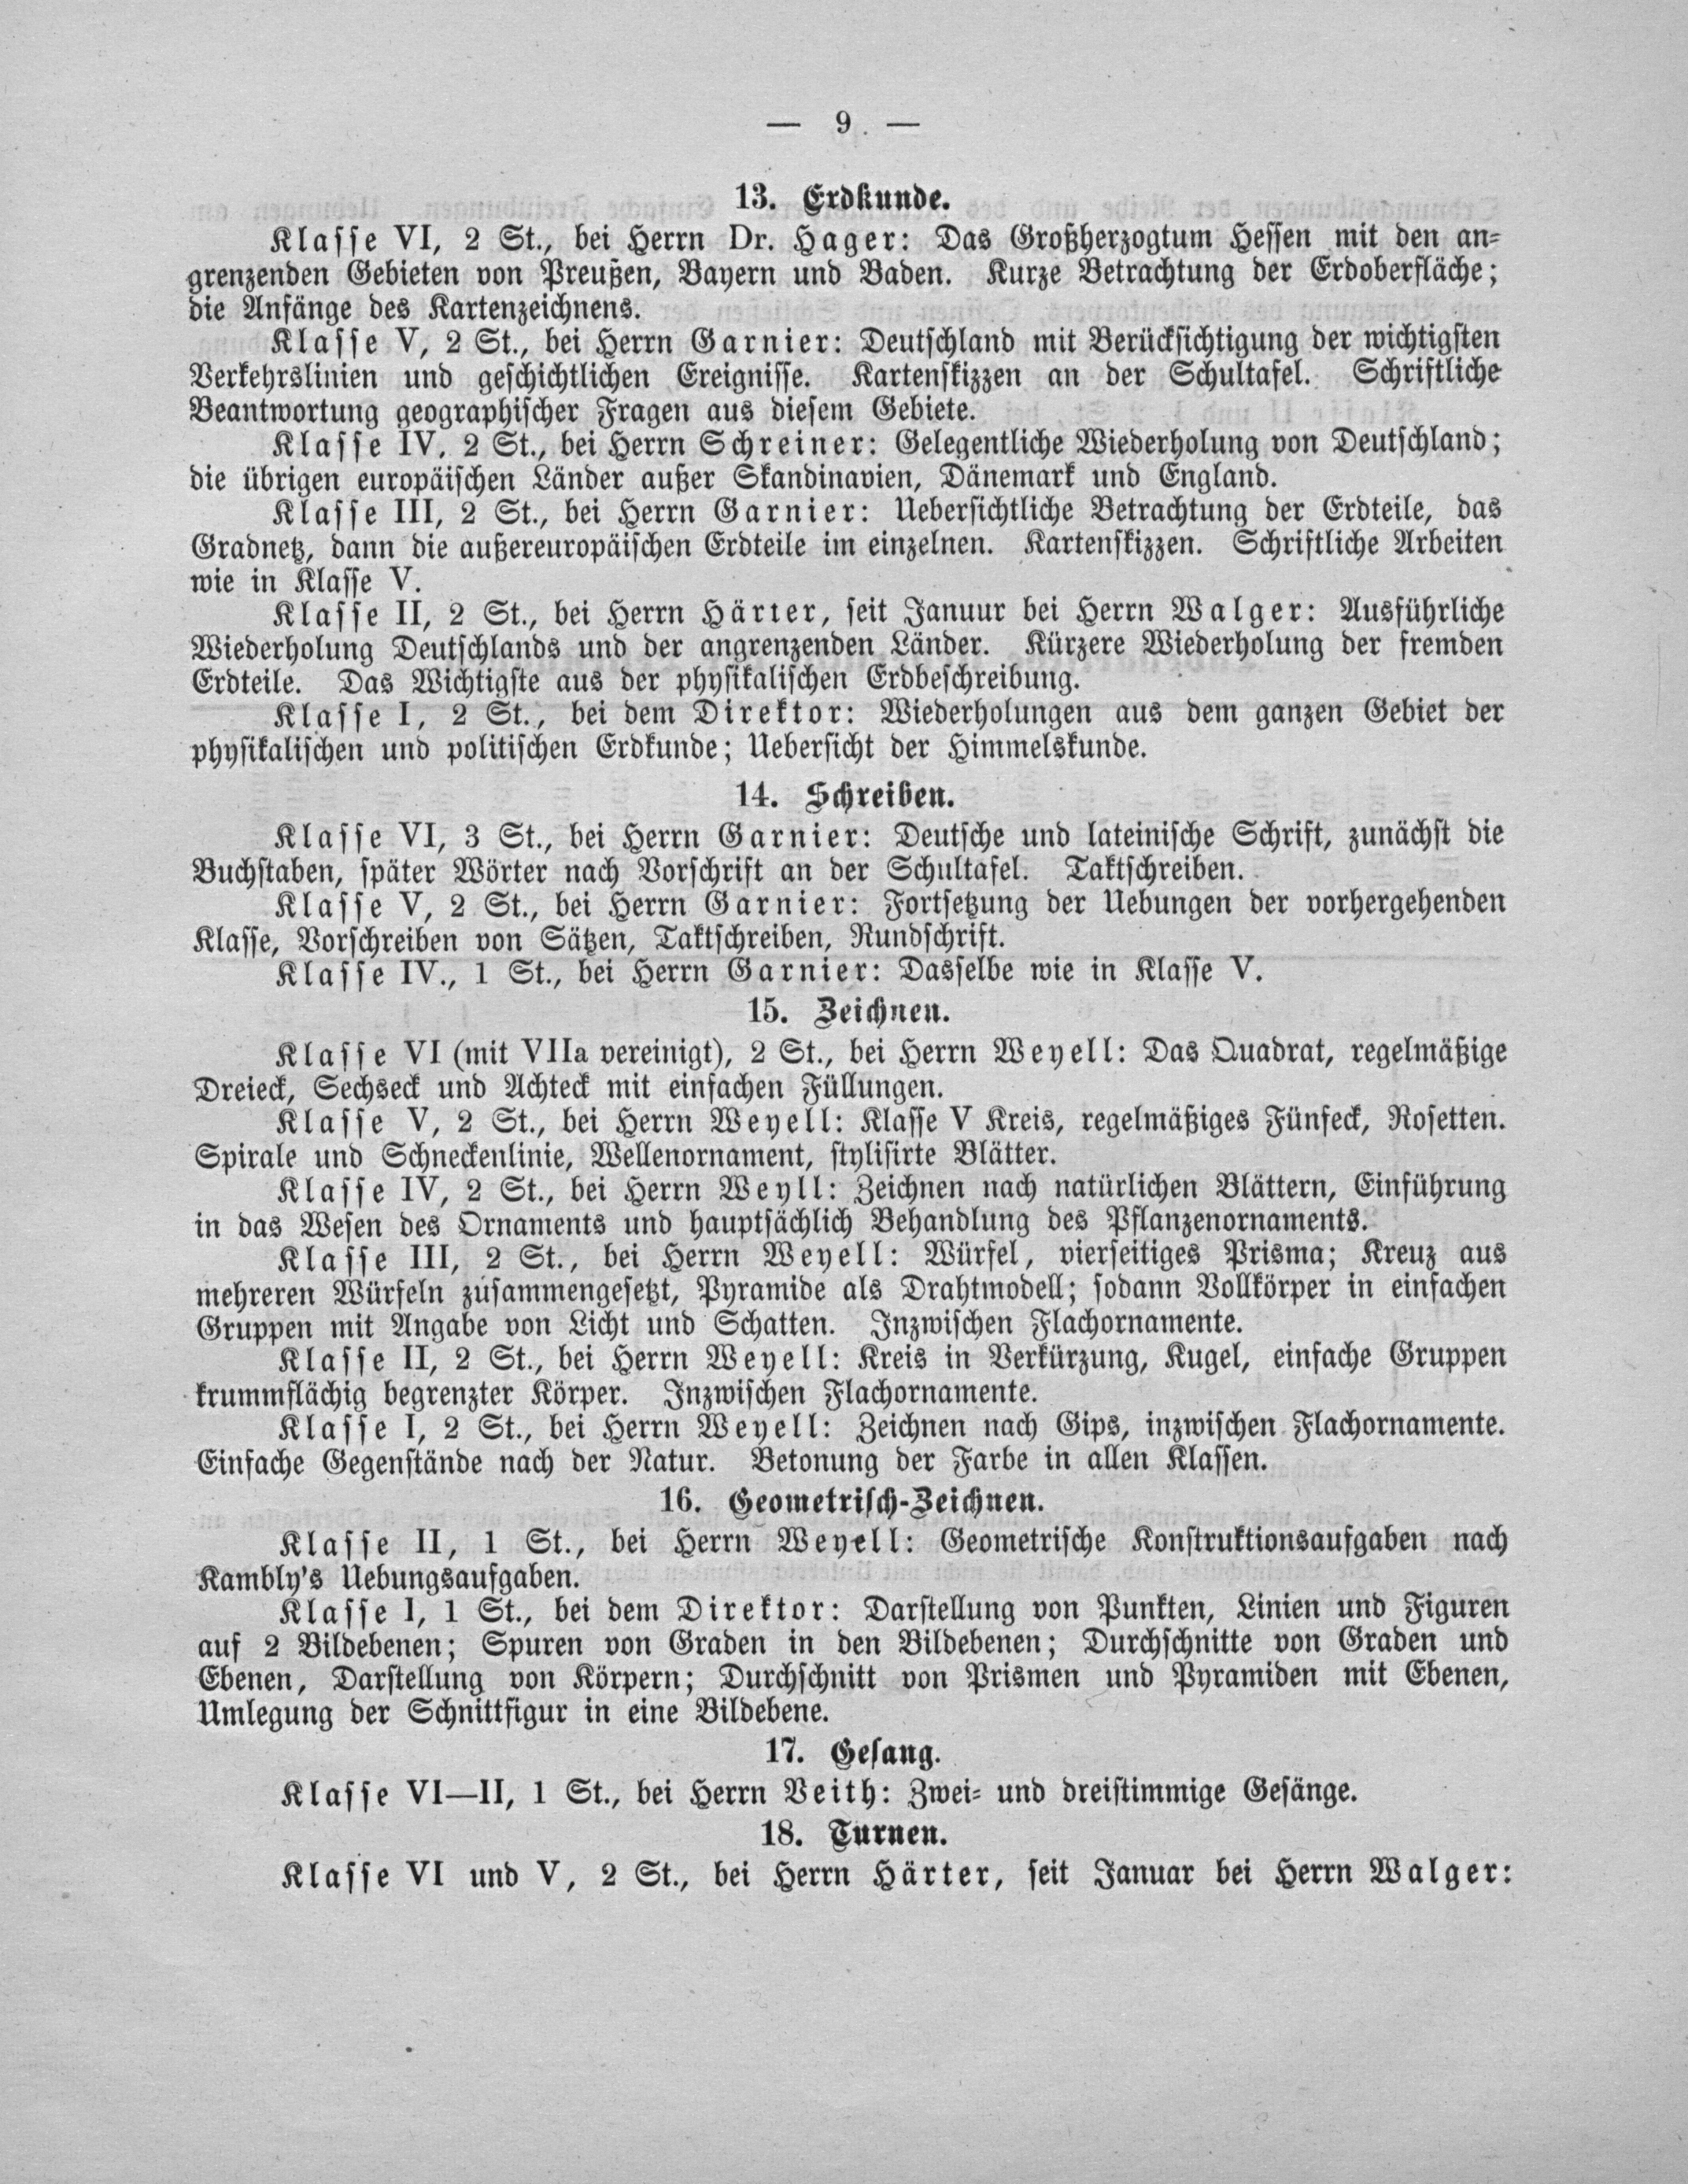 — 9 —
13. Erdkunde.
Klasse VI, 2 St., bei Herrn Dr. Hager: Das Großherzogtum Hessen mit den an-
grenzenden Gebieten von Preußen, Bayern und Baden. Kurze Betrachtung der Erdoberfläche;
die Anfänge des Kartenzeichnens.
Klasse V, 2 St., bei Herrn Garnier: Deutschland mit Berücksichtigung der wichtigsten
Verkehrslinien und geschichtlichen Ereignisse. Kartenskizzen an der Schultafel. Schriftliche
Beantwortung geographischer Fragen aus diesem Gebiete.
Klasse IV. 2 St., bei Herrn Schreiner: Gelegentliche Wiederholung von Deutschland;
die übrigen europäischen Länder außer Skandinavien, Dänemark und England.
Klasse III, 2 St., bei Herrn Garnier: Uebersichtliche Betrachtung der Erdteile, das
Gradnetz, dann die außereuropäischen Erdteile im einzelnen. Kartenskizzen. Schriftliche Arbeiten
wie in Klasse V.
Klasse II, 2 St., bei Herrn Härter, seit Januur bei Herrn Walger: Ausführliche
Wiederholung Deutschlands und der angrenzenden Länder. Kürzere Wiederholung der fremden
Erdteile. Das Wichtigste aus der physikalischen Erdbeschreibung.
Klasse I, 2 St., bei dem Direktor: Wiederholungen aus dem ganzen Gebiet der
physikalischen und politischen Erdkunde; Uebersicht der Himmelskunde.
14. Schreiben.
Klasse VI, 3 St., bei Herrn Garnier: Deutsche und lateinische Schrift, zunächst die
Buchstaben, später Wörter nach Vorschrift an der Schultafel. Taktschreiben.
Klasse V, 2 St., bei Herrn Garnier: Fortsetzung der Uebungen der vorhergehenden
Klasse, Vorschreiben von Sätzen, Taktschreiben, Rundschrift.
Klasse IV., 1 St., bei Herrn Garnier: Dasselbe wie in Klasse V.
15. Zeichnen.
Klasse VI (mit VIIa vereinigt), 2 St., bei Herrn Weyell: Das Quadrat, regelmäßige
Dreieck, Sechseck und Achteck mit einfachen Füllungen.
Klasse V, 2 St., bei Herrn Weyell: Klasse V Kreis, regelmäßiges Fünfeck, Rosetten.
Spirale und Schneckenlinie, Wellenornament, stylisirte Blätter.
Klasse IV, 2 St., bei Herrn Weyll: Zeichnen nach natürlichen Blättern, Einführung
in das Wesen des Ornaments und hauptsächlich Behandlung des Pflanzenornaments.
Klasse III, 2 St., bei Herrn Weyell: Würfel, vierseitiges Prisma; Kreuz aus
mehreren Würfeln zusammengesetzt, Pyramide als Drahtmodell; sodann Vollkörper in einfachen
Gruppen mit Angabe von Licht und Schatten. Inzwischen Flachornamente.
Klasse II, 2 St., bei Herrn Weyell: Kreis in Verkürzung, Kugel, einfache Gruppen
krummflächig begrenzter Körper. Inzwischen Flachornamente.
Klasse I, 2 St., bei Herrn Weyell: Zeichnen nach Gips, inzwischen Flachornamente.
Einfache Gegenstände nach der Natur. Betonung der Farbe in allen Klassen.
16. Geometrisch-Zeichnen.
Klasse II, 1 St., bei Herrn Weyell: Geometrische Konstruktionsaufgaben nach
Kambly's Uebungsaufgaben.
Klasse I, 1 St., bei dem Direktor: Darstellung von Punkten, Linien und Figuren
auf 2 Bildebenen; Spuren von Graden in den Bildebenen; Durchschnitte von Graden und
Ebenen, Darstellung von Körpern; Durchschnitt von Prismen und Pyramiden mit Ebenen,
Umlegung der Schnittfigur in eine Bildebene.
17. Gesang.
Klasse VI—II, 1 St., bei Herrn Veith: Zwei- und dreistimmige Gesänge.
18. Turnen.
Klasse VI und V, 2 St., bei Herrn Härter, seit Januar bei Herrn Walger: